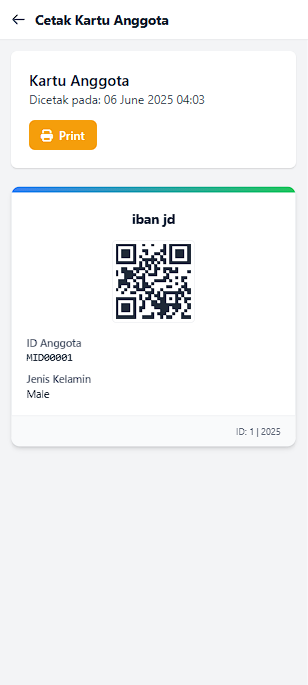 Cetak Kartu Anggota
Kartu Anggota
Dicetak pada: 06 June 2025 04:03
Print
iban jd
ID Anggota
MID00001
Jenis Kelamin
Male
ID: 1 | 2025